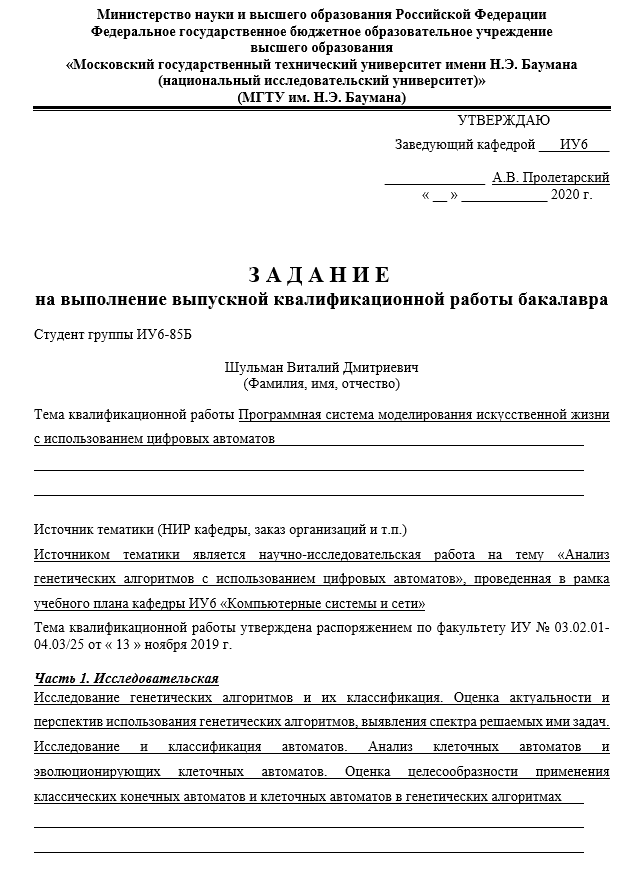 Министерство науки и высшего образования Российской Федерации
Федеральное государственное бюджетное образовательное учреждение
высшего образования
«Московский государственный технический университет имени Н.Э. Баумана
(национальный исследовательский университет)»
(МГТУ им. Н.Э. Баумана)
УТВЕРЖДАЮ
Заведующий кафедрой ___ИУ6___
______________ А.В. Пролетарский
« __ » ____________ 2020 г.
З А Д А Н И Е
на выполнение выпускной квалификационной работы бакалавра
Студент группы ИУ6-85Б
Шульман Виталий Дмитриевич
(Фамилия, имя, отчество)
Тема квалификационной работы Программная система моделирования искусственной жизни
с использованием цифровых автоматов
Источник тематики (НИР кафедры, заказ организаций и т.п.)
Источником тематики является научно-исследовательская работа на тему «Анализ
генетических алгоритмов с использованием цифровых автоматов», проведенная в рамка
учебного плана кафедры ИУ6 «Компьютерные системы и сети»
Тема квалификационной работы утверждена распоряжением по факультету ИУ № 03.02.01-
04.03/25 от « 13 » ноября 2019 г.
Часть 1. Исследовательская
Исследование генетических алгоритмов и их классификация. Оценка актуальности и
перспектив использования генетических алгоритмов, выявления спектра решаемых ими задач.
Исследование и классификация автоматов. Анализ клеточных автоматов и
эволюционирующих клеточных автоматов. Оценка целесообразности применения
классических конечных автоматов и клеточных автоматов в генетических алгоритмах